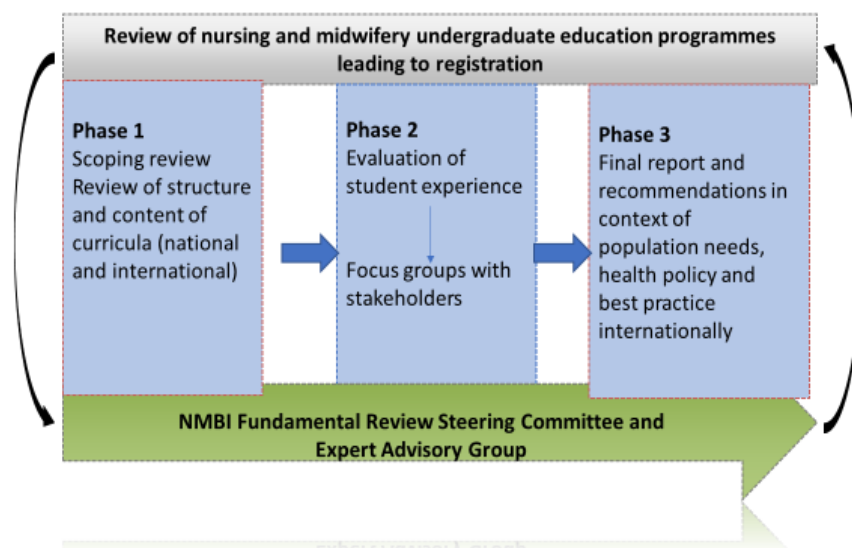 Review of nursing and midwifery undergraduate education programmes
leading to registration
Phase 1
Scoping review
Review of structure
and content of
curricula (national
and international)
Phase 2
Evaluation of
student experience
Focus groups with
stakeholders
Phase 3
Final report and
recommendations in
context of
population needs,
health policy and
best practice
internationally
NMBI Fundamental Review Steering Committee and
Expert Advisory Group